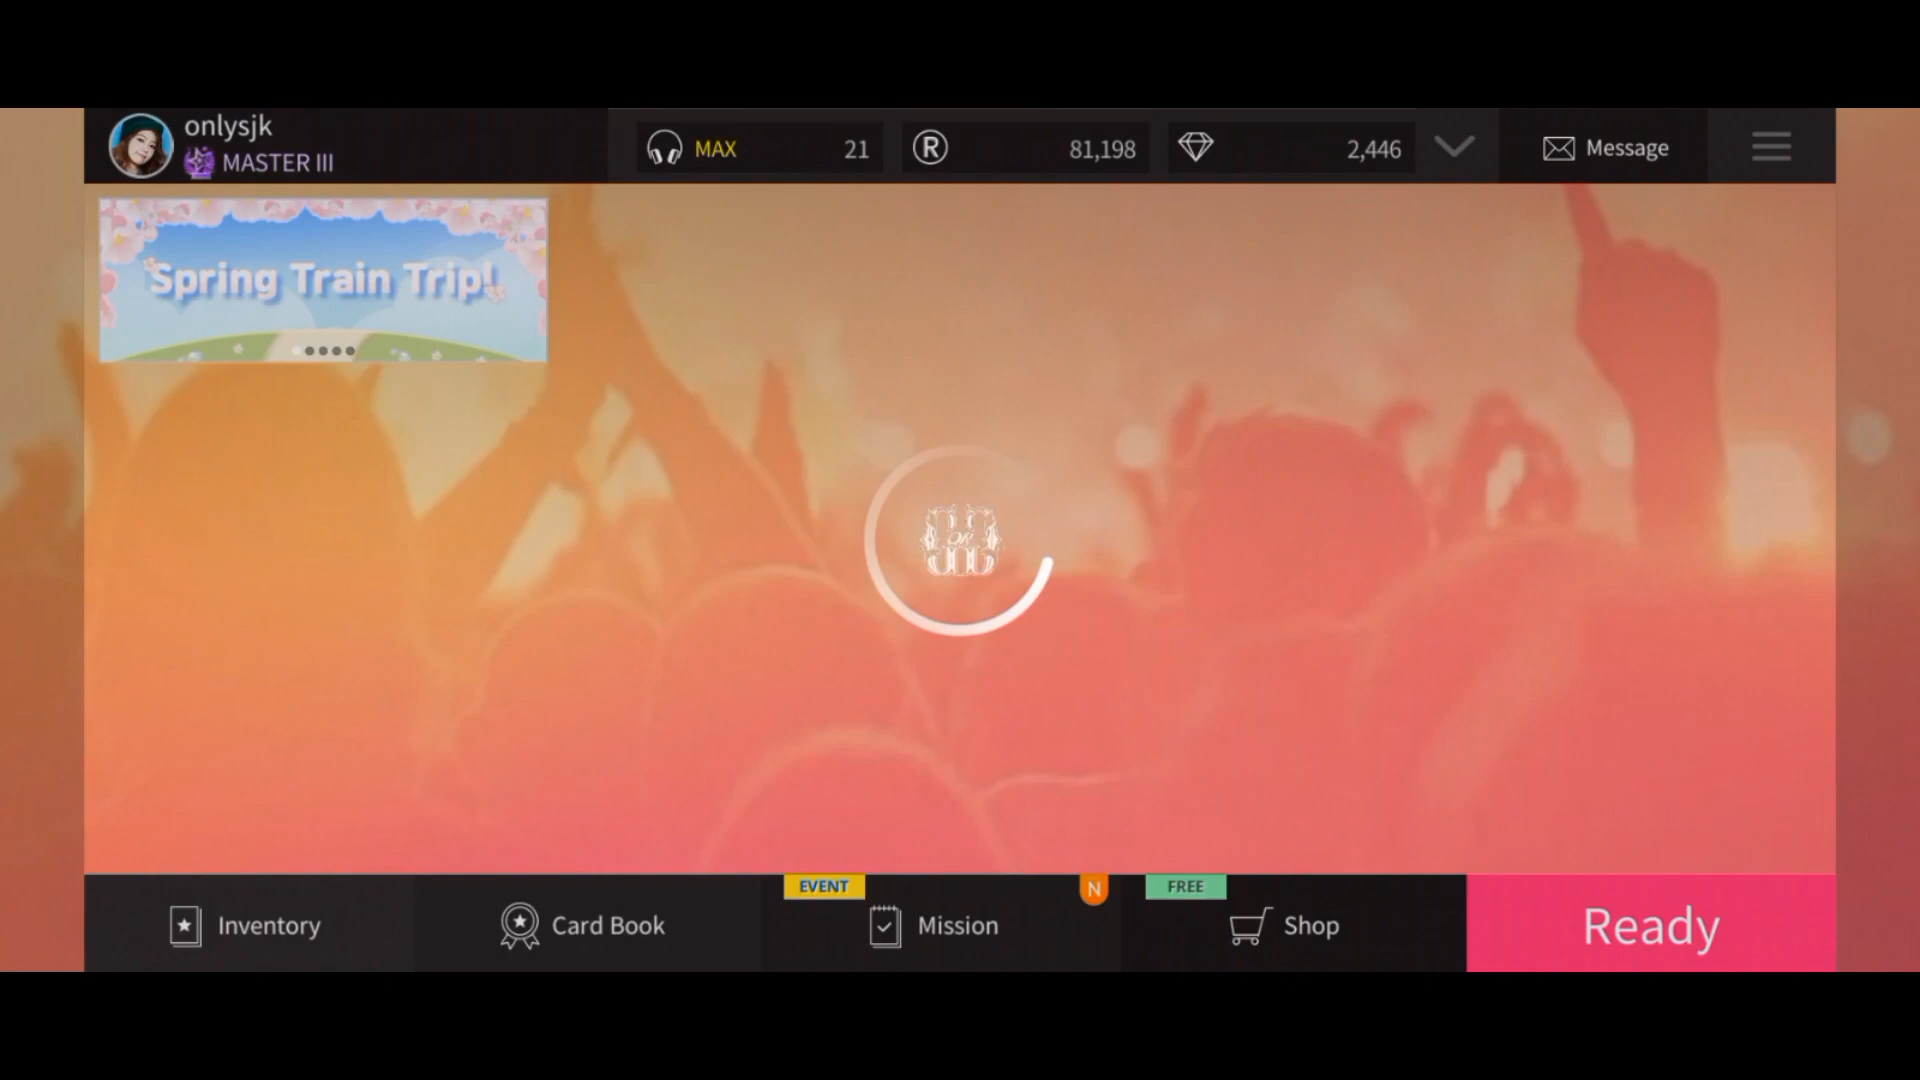 onlysjk
MASTER III
MAX 21
R 81,198
2,446
Message
Spring Train Trip!
EVENT
N
FREE
Inventory
Card Book
Mission
Shop
Ready